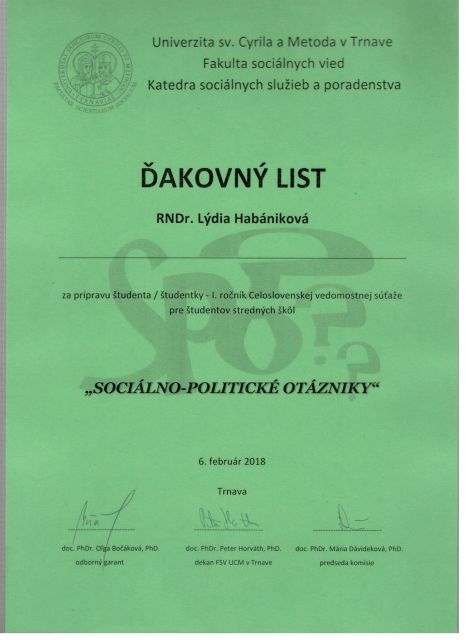 Univerzita sv. Cyrila a Metoda v Trnave
Fakulta sociálnych vied
Katedra sociálnych služieb a poradenstva
ĎAKOVNÝ LIST
RNDr. Lýdia Habániková
za prípravu študenta / študentky - I. ročník Celoslovenskej vedomostnej súťaže
pre študentov stredných škôl
SPO???
„SOCIÁLNO-POLITICKÉ OTÁZNIKY“
6. február 2018
Trnava
doc. PhDr. Oľga Bočáková, PhD. doc. PhDr. Peter Horváth, PhD. doc. PhDr. Mária Dávideková, PhD.
odborný garant dekan FSV UCM v Trnave predseda komisie